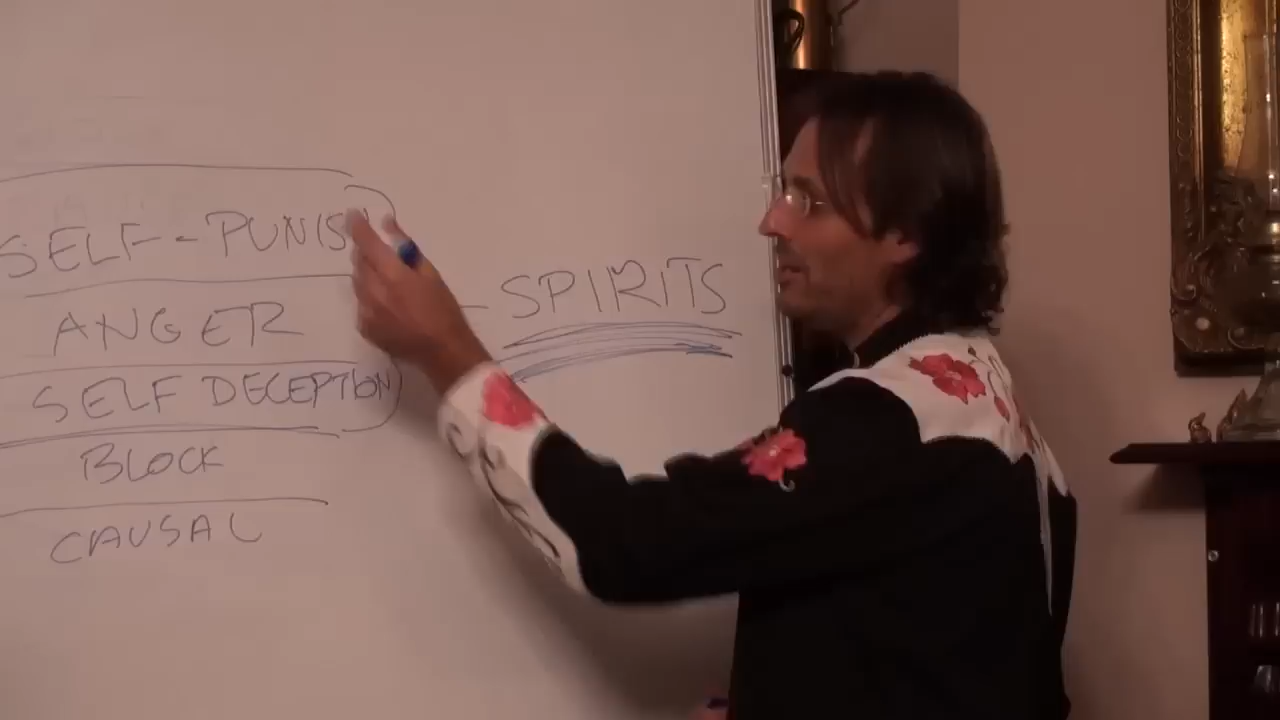 SELF-PUNIS
ANGER
- SPIRITS
SELF DECEPTION
BLOCK
CAUSAL